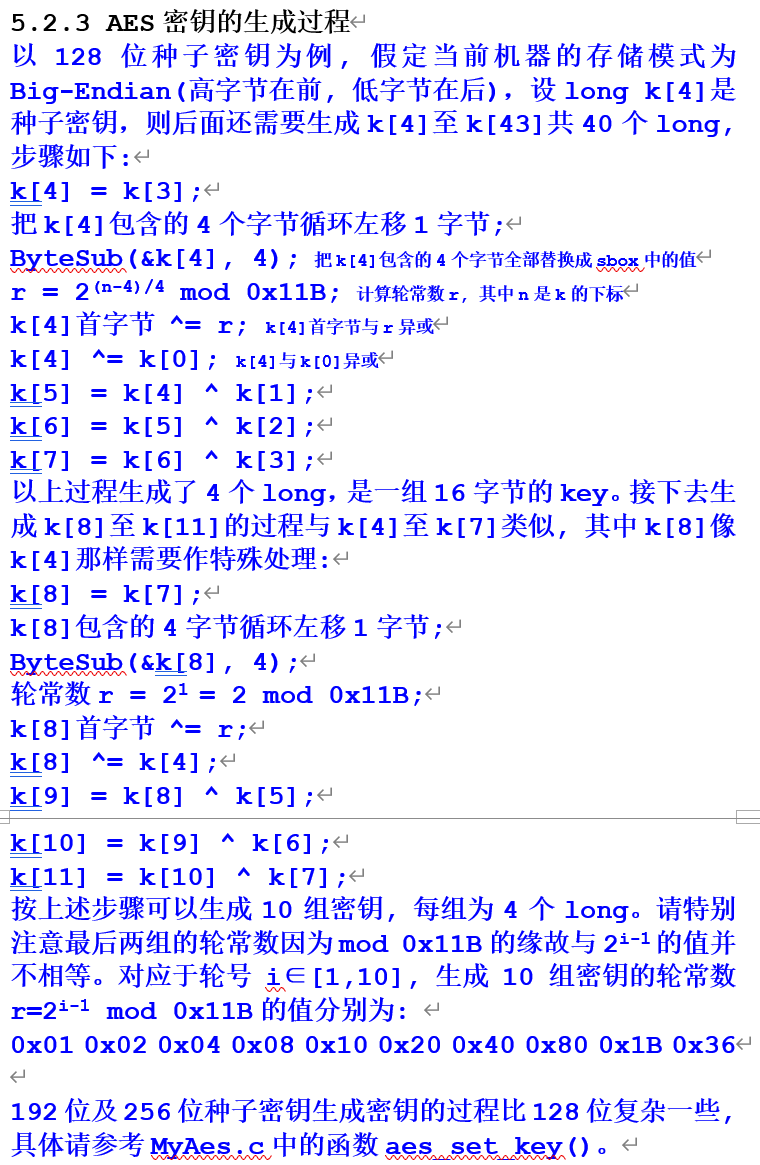 5.2.3 AES 密钥的生成过程
以 128 位种子密钥为例, 假定当前机器的存储模式为
Big-Endian(高字节在前, 低字节在后), 设 long k[4]是
种子密钥, 则后面还需要生成 k[4]至 k[43]共 40 个 long,
步骤如下:
k[4] = k[3];
把 k[4]包含的 4 个字节循环左移 1 字节;
ByteSub(&k[4], 4); 把 k[4]包含的 4 个字节全部替换成 sbox 中的值
r = 2⁽ⁿ⁻⁴⁾/⁴ mod 0x11B; 计算轮常数 r, 其中 n 是 k 的下标
k[4]首字节 ^= r; k[4]首字节与 r 异或
k[4] ^= k[0]; k[4]与 k[0]异或
k[5] = k[4] ^ k[1];
k[6] = k[5] ^ k[2];
k[7] = k[6] ^ k[3];
以上过程生成了 4 个 long, 是一组 16 字节的 key。接下去生
成 k[8]至 k[11]的过程与 k[4]至 k[7]类似, 其中 k[8]像
k[4]那样需要作特殊处理:
k[8] = k[7];
k[8]包含的 4 字节循环左移 1 字节;
ByteSub(&k[8], 4);
轮常数 r = 2¹ = 2 mod 0x11B;
k[8]首字节 ^= r;
k[8] ^= k[4];
k[9] = k[8] ^ k[5];
k[10] = k[9] ^ k[6];
k[11] = k[10] ^ k[7];
按上述步骤可以生成 10 组密钥, 每组为 4 个 long。请特别
注意最后两组的轮常数因为 mod 0x11B 的缘故与 2ⁱ⁻¹ 的值并
不相等。对应于轮号 i∈[1,10], 生成 10 组密钥的轮常数
r=2ⁱ⁻¹ mod 0x11B 的值分别为:
0x01 0x02 0x04 0x08 0x10 0x20 0x40 0x80 0x1B 0x36
192 位及 256 位种子密钥生成密钥的过程比 128 位复杂一些,
具体请参考 MyAes.c 中的函数 aes_set_key()。